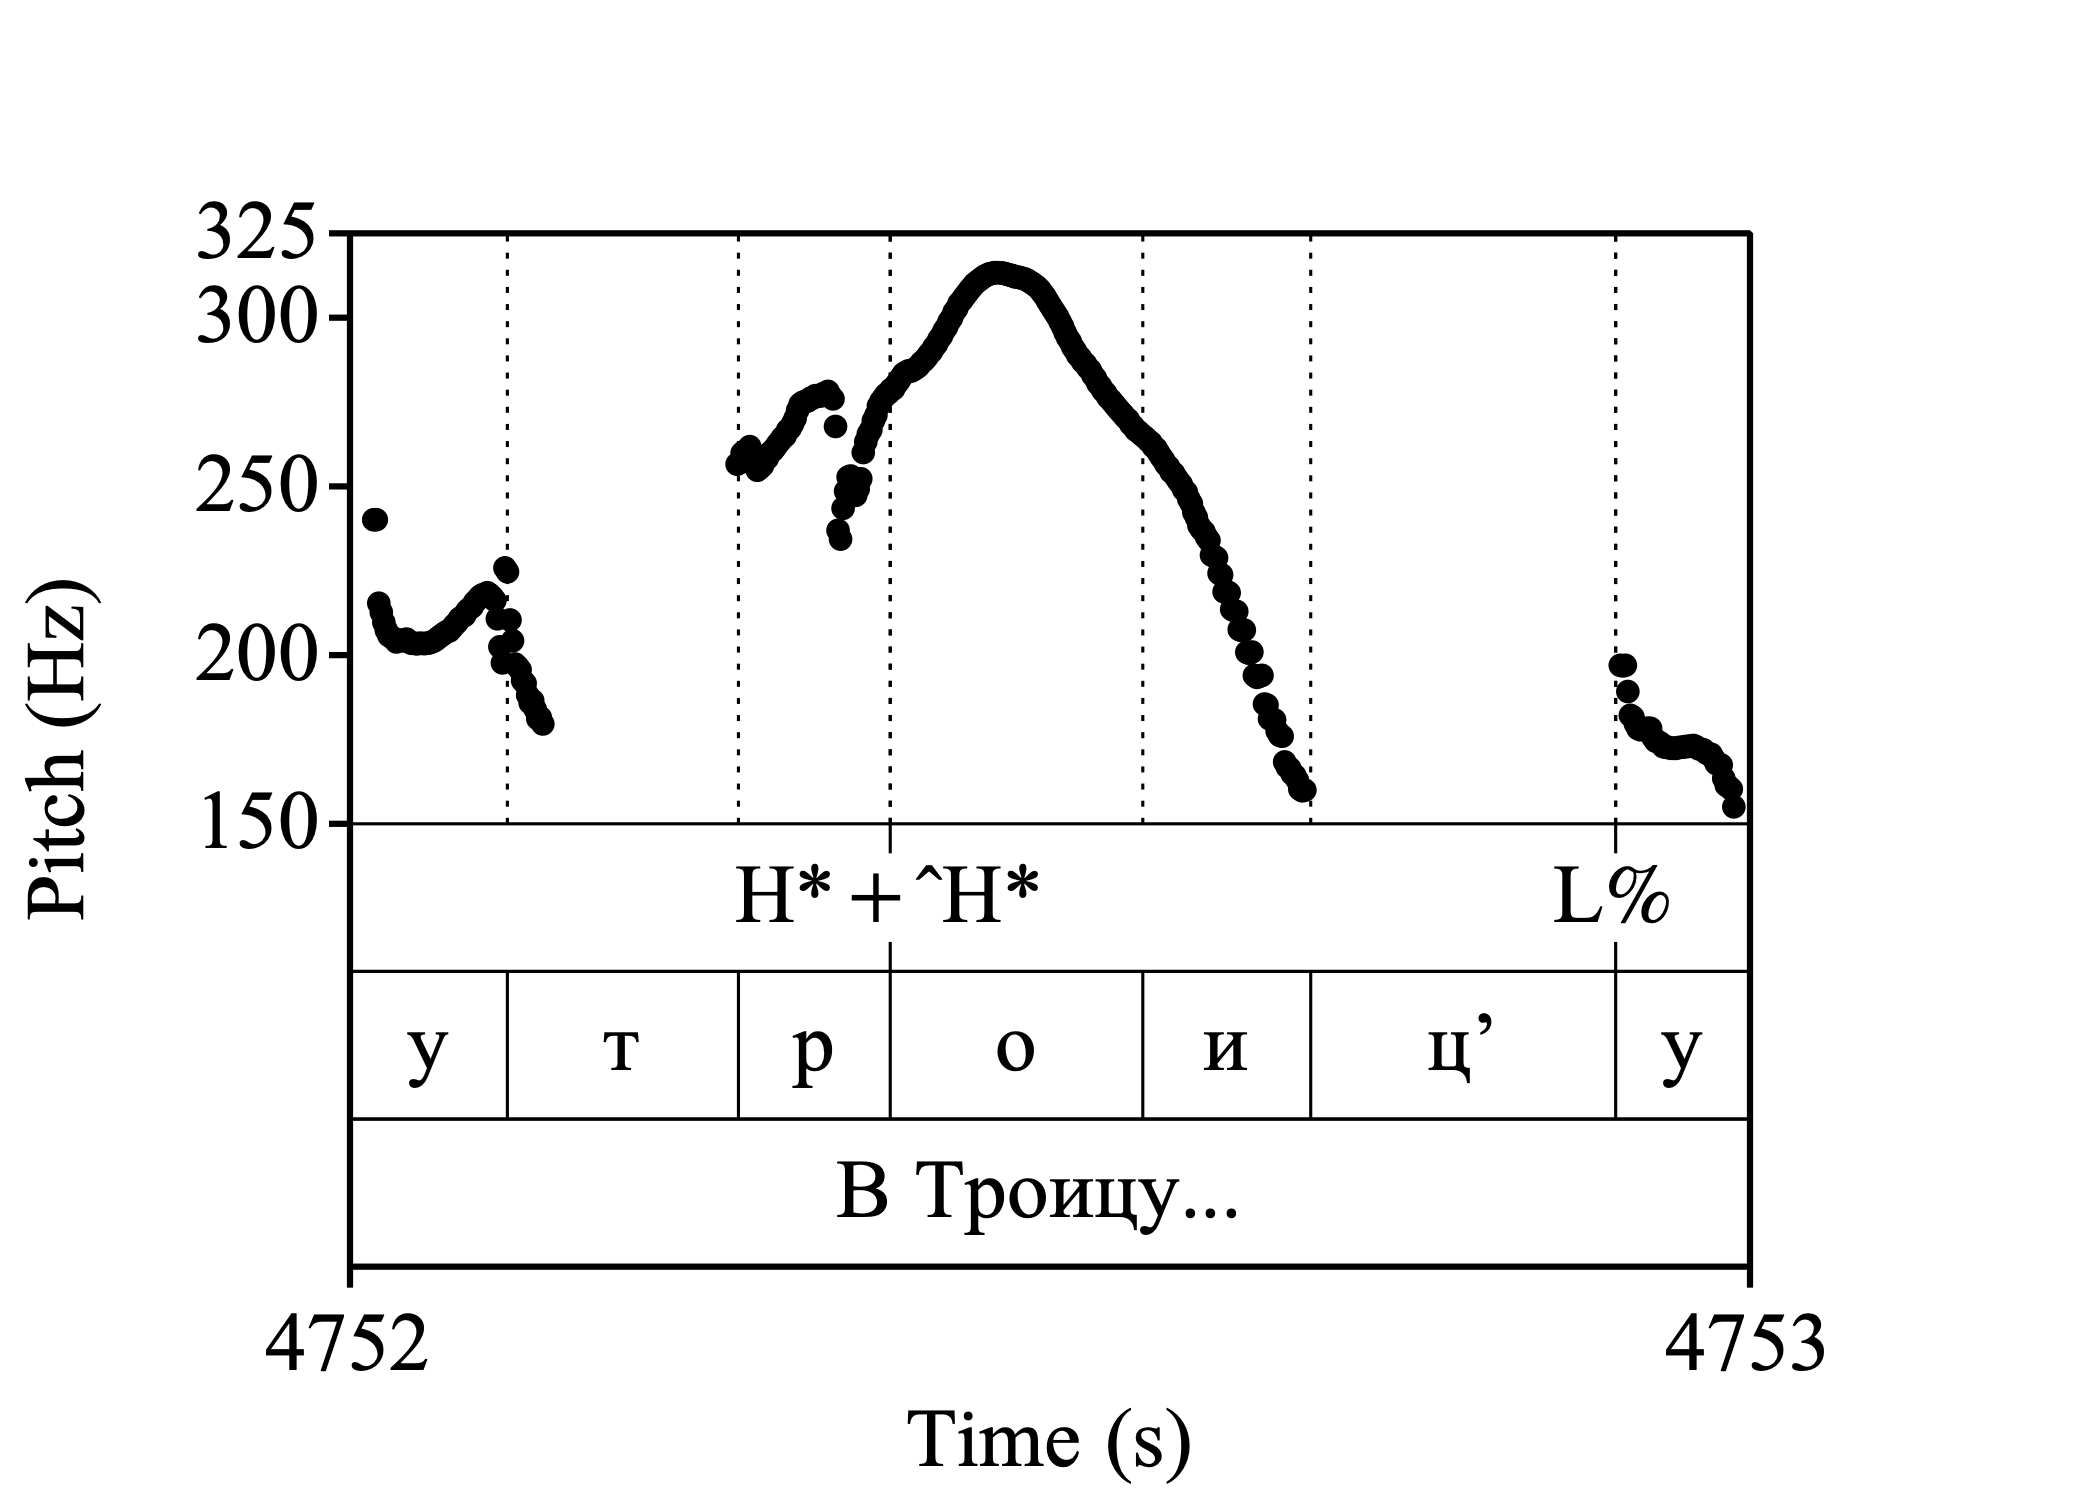 325
300
250
200
150
Pitch (Hz)
H* + ^H* L%
у т р о и ц’ у
В Троицу...
4752 4753
Time (s)